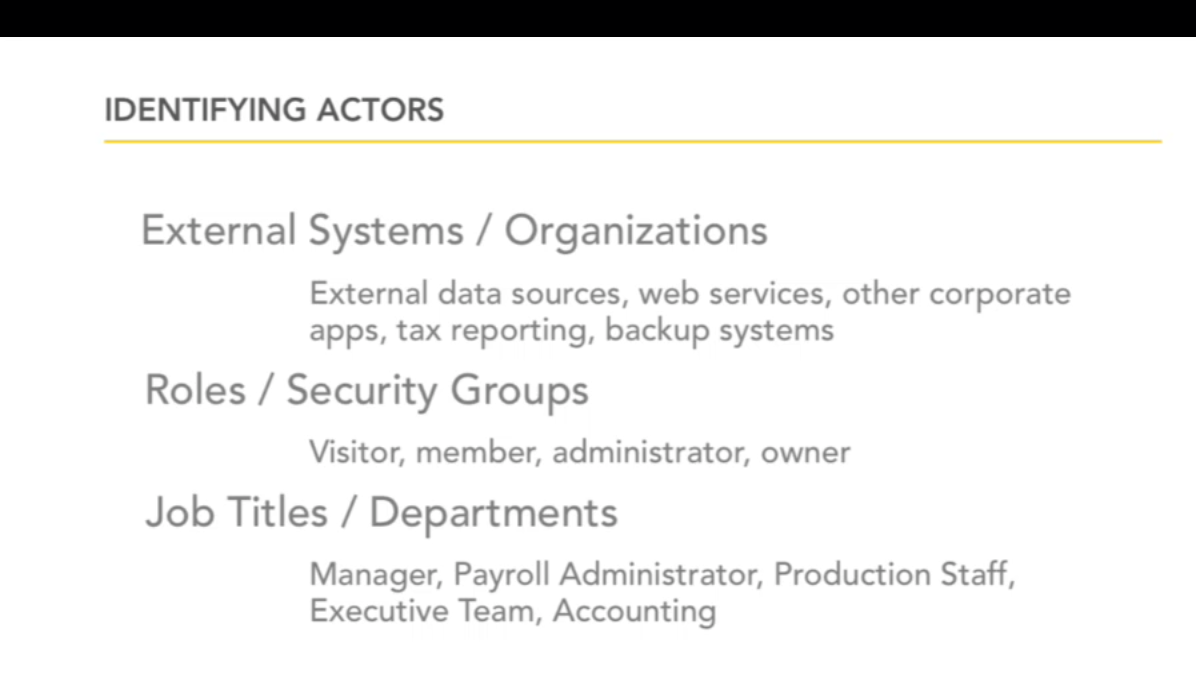 IDENTIFYING ACTORS
External Systems / Organizations
External data sources, web services, other corporate
apps, tax reporting, backup systems
Roles / Security Groups
Visitor, member, administrator, owner
Job Titles / Departments
Manager, Payroll Administrator, Production Staff,
Executive Team, Accounting